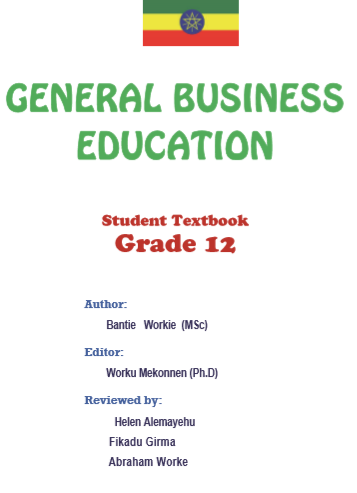 GENERAL BUSINESS
EDUCATION
Student Textbook
Grade 12
Author:
Bantie Workie (MSc)
Editor:
Worku Mekonnen (Ph.D)
Reviewed by:
Helen Alemayehu
Fikadu Girma
Abraham Worke